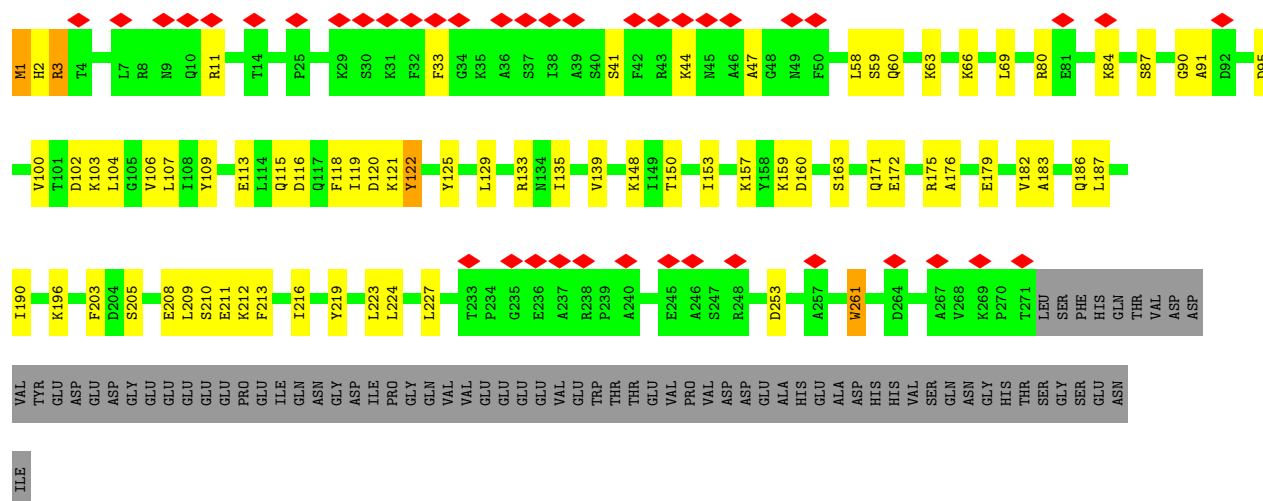 M1 H2 R3 T4 L7 R8 N9 Q10 R11 T14 P25 K29 S30 K31 F32 F33 G34 K35 A36 S37 I38 A39 S40 S41 F42 R43 K44 N45 A46 A47 G48 N49 F50 L58 S59 Q60 K63 K66 L69 R80 E81 K84 S87 G90 A91 D92 D95
V100 T101 D102 K103 L104 G105 V106 L107 I108 Y109 E113 L114 Q115 D116 Q117 F118 I119 D120 K121 Y122 Y125 L129 R133 N134 I135 V139 K148 I149 T150 I153 K157 Y158 K159 D160 S163 Q171 E172 R175 A176 E179 V182 A183 Q186 L187
I190 K196 F203 D204 S205 E208 L209 S210 E211 K212 F213 I216 Y219 L223 L224 L227 T233 P234 G235 E236 A237 R238 P239 A240 E245 A246 S247 R248 D253 A257 W261 D264 A267 V268 K269 P270 T271 LEU SER PHE HIS GLN THR VAL ASP ASP
VAL TYR GLU ASP GLU ASP GLY GLU GLU GLU GLU GLU PRO GLU ILE GLN ASN GLY ASP ILE PRO GLY GLN VAL VAL GLU GLU GLU GLU VAL GLU TRP THR THR GLU VAL PRO VAL ASP ASP GLU ALA HIS GLU ALA ASP HIS HIS VAL SER GLN ASN GLY HIS THR SER GLY SER GLU ASN
ILE